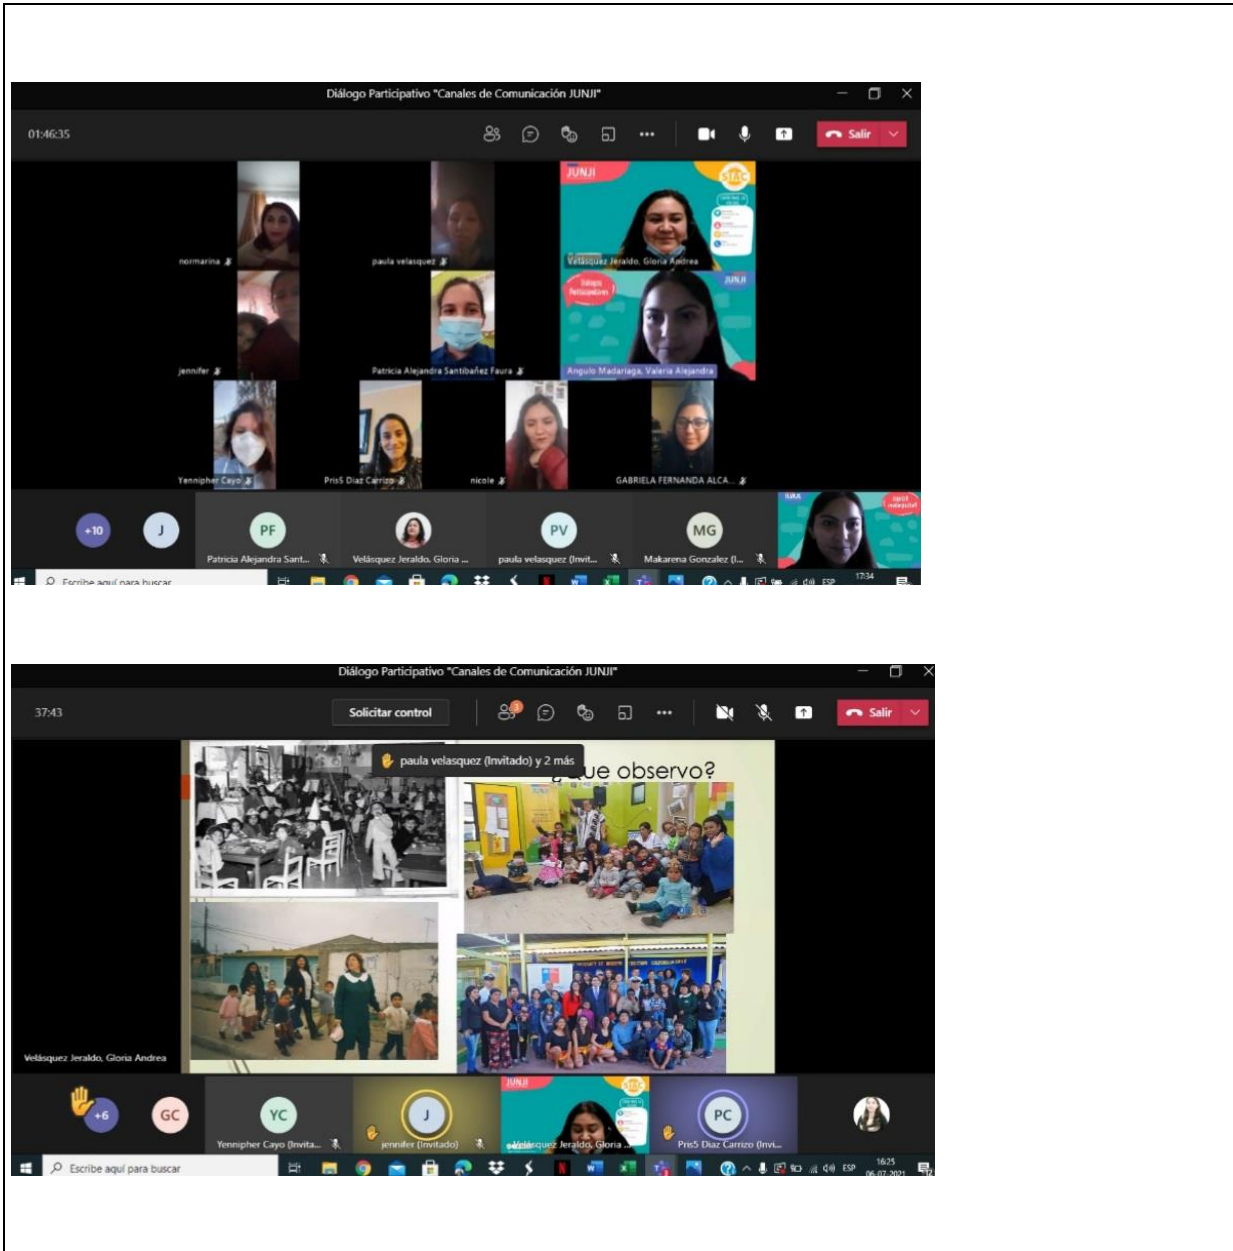 Diálogo Participativo "Canales de Comunicación JUNJI"
01:46:35
Salir
JUNJI
SIAC
normarina
paula velasquez
Velásquez Jeraldo, Gloria Andrea
Diálogos Participativos
JUNJI
jennifer
Patricia Alejandra Santibañez Faura
Angulo Madariaga, Valeria Alejandra
Yennipher Cayo
Pris5 Diaz Carrizo
nicole
GABRIELA FERNANDA ALCA...
+10
J
PF
PV
MG
Patricia Alejandra Sant...
Velásquez Jeraldo, Gloria ...
paula velasquez (Invit...
Makarena Gonzalez (I...
Escribe aquí para buscar
ESP
17:34
Diálogo Participativo "Canales de Comunicación JUNJI"
37:43
Solicitar control
3
Salir
paula velasquez (Invitado) y 2 más
¿que observo?
Velásquez Jeraldo, Gloria Andrea
JUNJI
SIAC
+6
GC
YC
J
PC
Yennipher Cayo (Invita...
jennifer (Invitado)
Velásquez Jeraldo, Gloria ...
Pris5 Diaz Carrizo (Invi...
Escribe aquí para buscar
ESP
16:25
06-07-2021